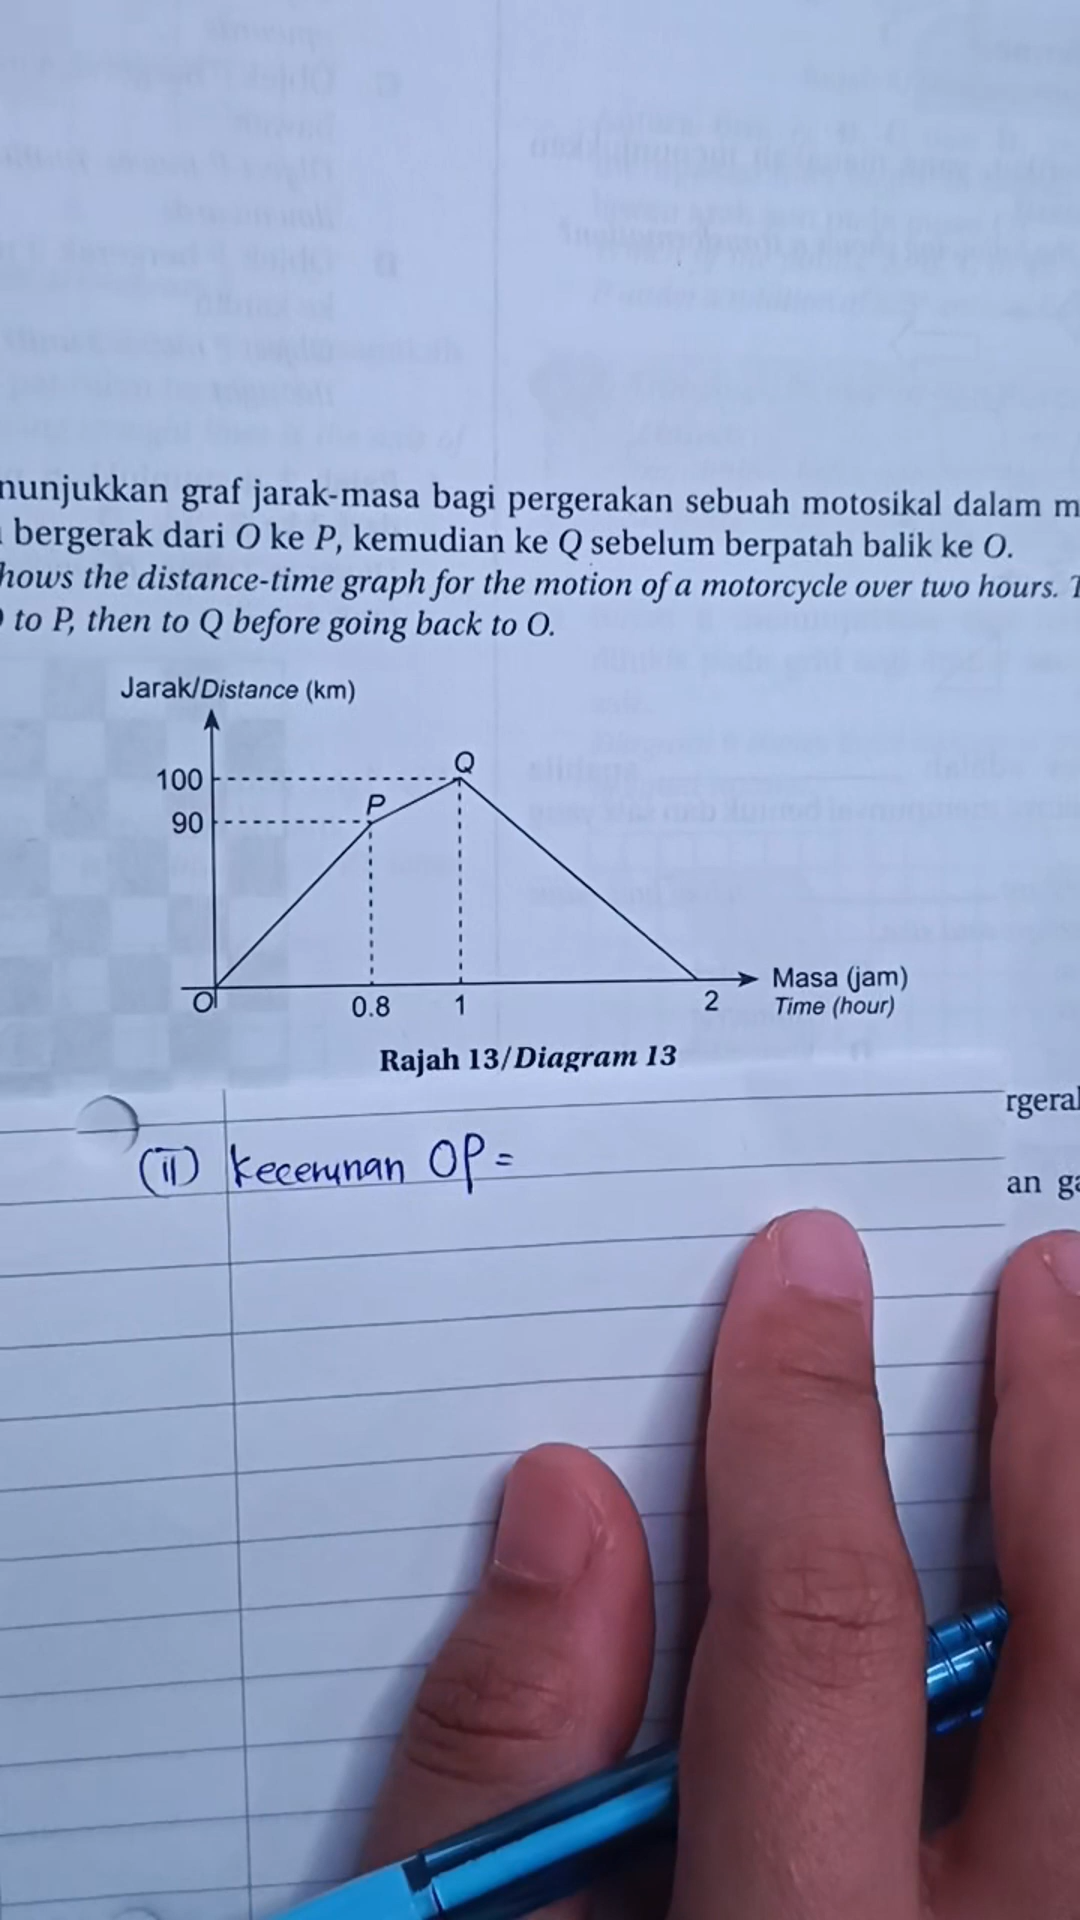 nunjukkan graf jarak-masa bagi pergerakan sebuah motosikal dalam m
bergerak dari O ke P, kemudian ke Q sebelum berpatah balik ke O.
hows the distance-time graph for the motion of a motorcycle over two hours. T
to P, then to Q before going back to O.
Jarak/Distance (km)
Q
100
P
90
O
0.8
1
2
Masa (jam)
Time (hour)
Rajah 13/Diagram 13
rgeral
(ii) Kecerunan OP =
an ga